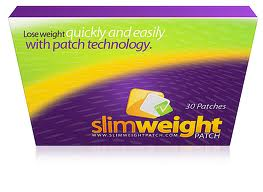 Lose weight quickly and easily
with patch technology.
30 Patches
slimweight
WWW.SLIMWEIGHTPATCH.COM PATCH